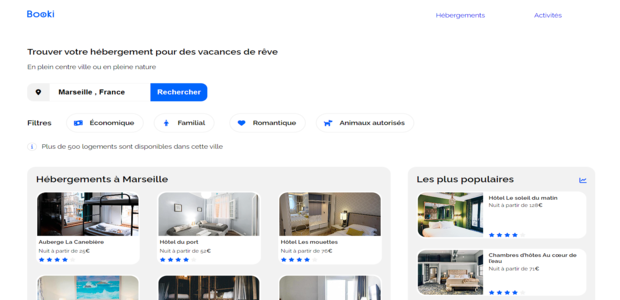 Booki
Hébergements
Activités
Trouver votre hébergement pour des vacances de rêve
En plein centre ville ou en pleine nature
Marseille , France
Rechercher
Filtres
Économique
Familial
Romantique
Animaux autorisés
Plus de 500 logements sont disponibles dans cette ville
Hébergements à Marseille
Auberge La Canebière
Nuit à partir de 25€
Hôtel du port
Nuit à partir de 52€
Hôtel Les mouettes
Nuit à partir de 76€
Les plus populaires
Hôtel Le soleil du matin
Nuit à partir de 128€
Chambres d'hôtes Au cœur de
l'eau
Nuit à partir de 71€